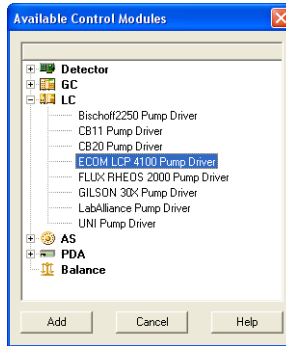 Available Control Modules
Detector
GC
LC
Bischoff2250 Pump Driver
CB11 Pump Driver
CB20 Pump Driver
ECOM LCP 4100 Pump Driver
FLUX RHEOS 2000 Pump Driver
GILSON 30X Pump Driver
LabAlliance Pump Driver
UNI Pump Driver
AS
PDA
Balance
Add Cancel Help